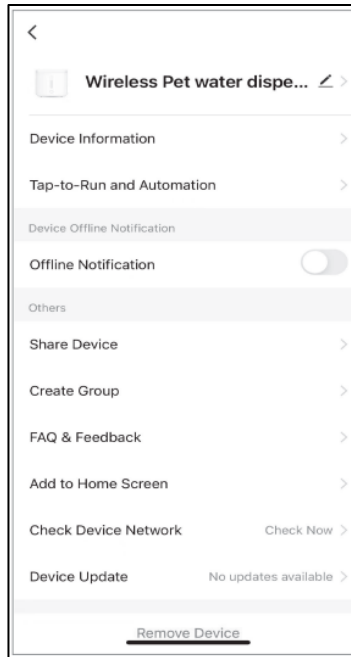 Wireless Pet water dispe...
Device Information
Tap-to-Run and Automation
Device Offline Notification
Offline Notification
Others
Share Device
Create Group
FAQ & Feedback
Add to Home Screen
Check Device Network Check Now
Device Update No updates available
Remove Device